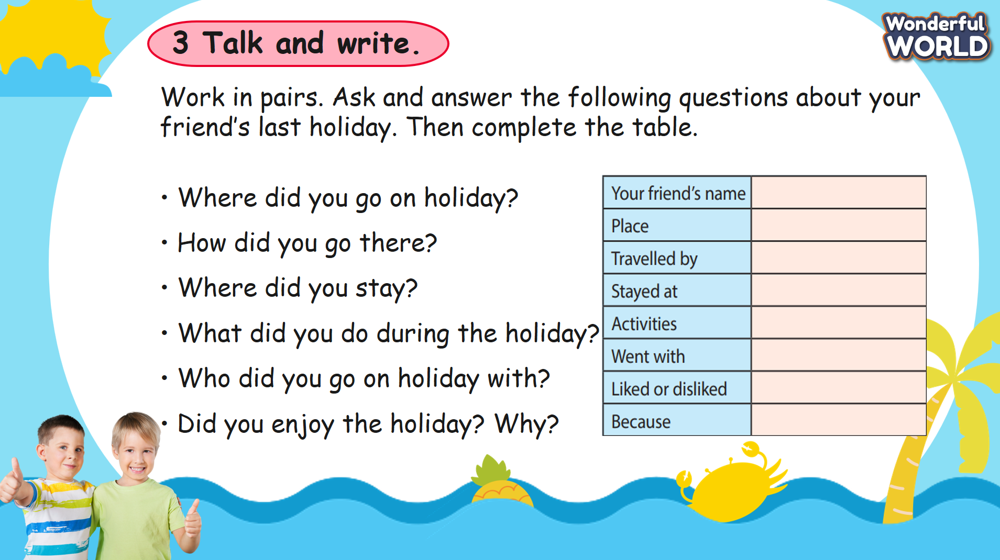 Wonderful
WORLD
3 Talk and write.
Work in pairs. Ask and answer the following questions about your
friend's last holiday. Then complete the table.
• Where did you go on holiday?
• How did you go there?
• Where did you stay?
• What did you do during the holiday?
• Who did you go on holiday with?
• Did you enjoy the holiday? Why?
Your friend's name
Place
Travelled by
Stayed at
Activities
Went with
Liked or disliked
Because